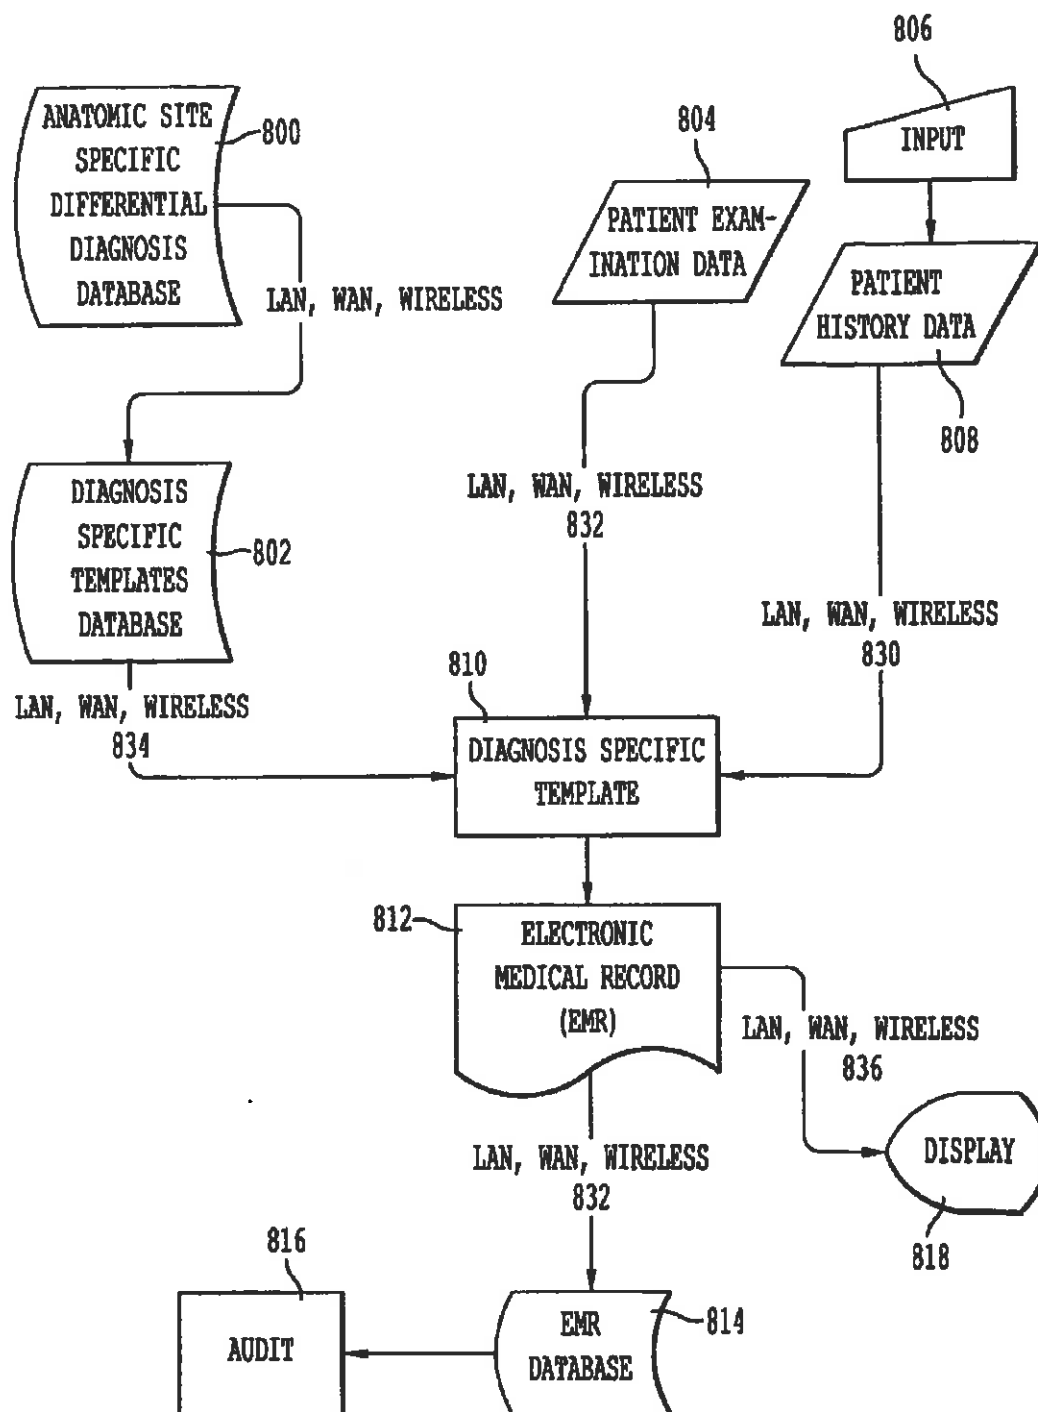 806
ANATOMIC SITE
SPECIFIC
DIFFERENTIAL
DIAGNOSIS
DATABASE
800
804
INPUT
PATIENT EXAM-
INATION DATA
PATIENT
HISTORY DATA
808
LAN, WAN, WIRELESS
DIAGNOSIS
SPECIFIC
TEMPLATES
DATABASE
802
LAN, WAN, WIRELESS
832
LAN, WAN, WIRELESS
830
LAN, WAN, WIRELESS
834
810
DIAGNOSIS SPECIFIC
TEMPLATE
812
ELECTRONIC
MEDICAL RECORD
(EMR)
LAN, WAN, WIRELESS
836
DISPLAY
818
LAN, WAN, WIRELESS
832
816
AUDIT
EMR
DATABASE
814